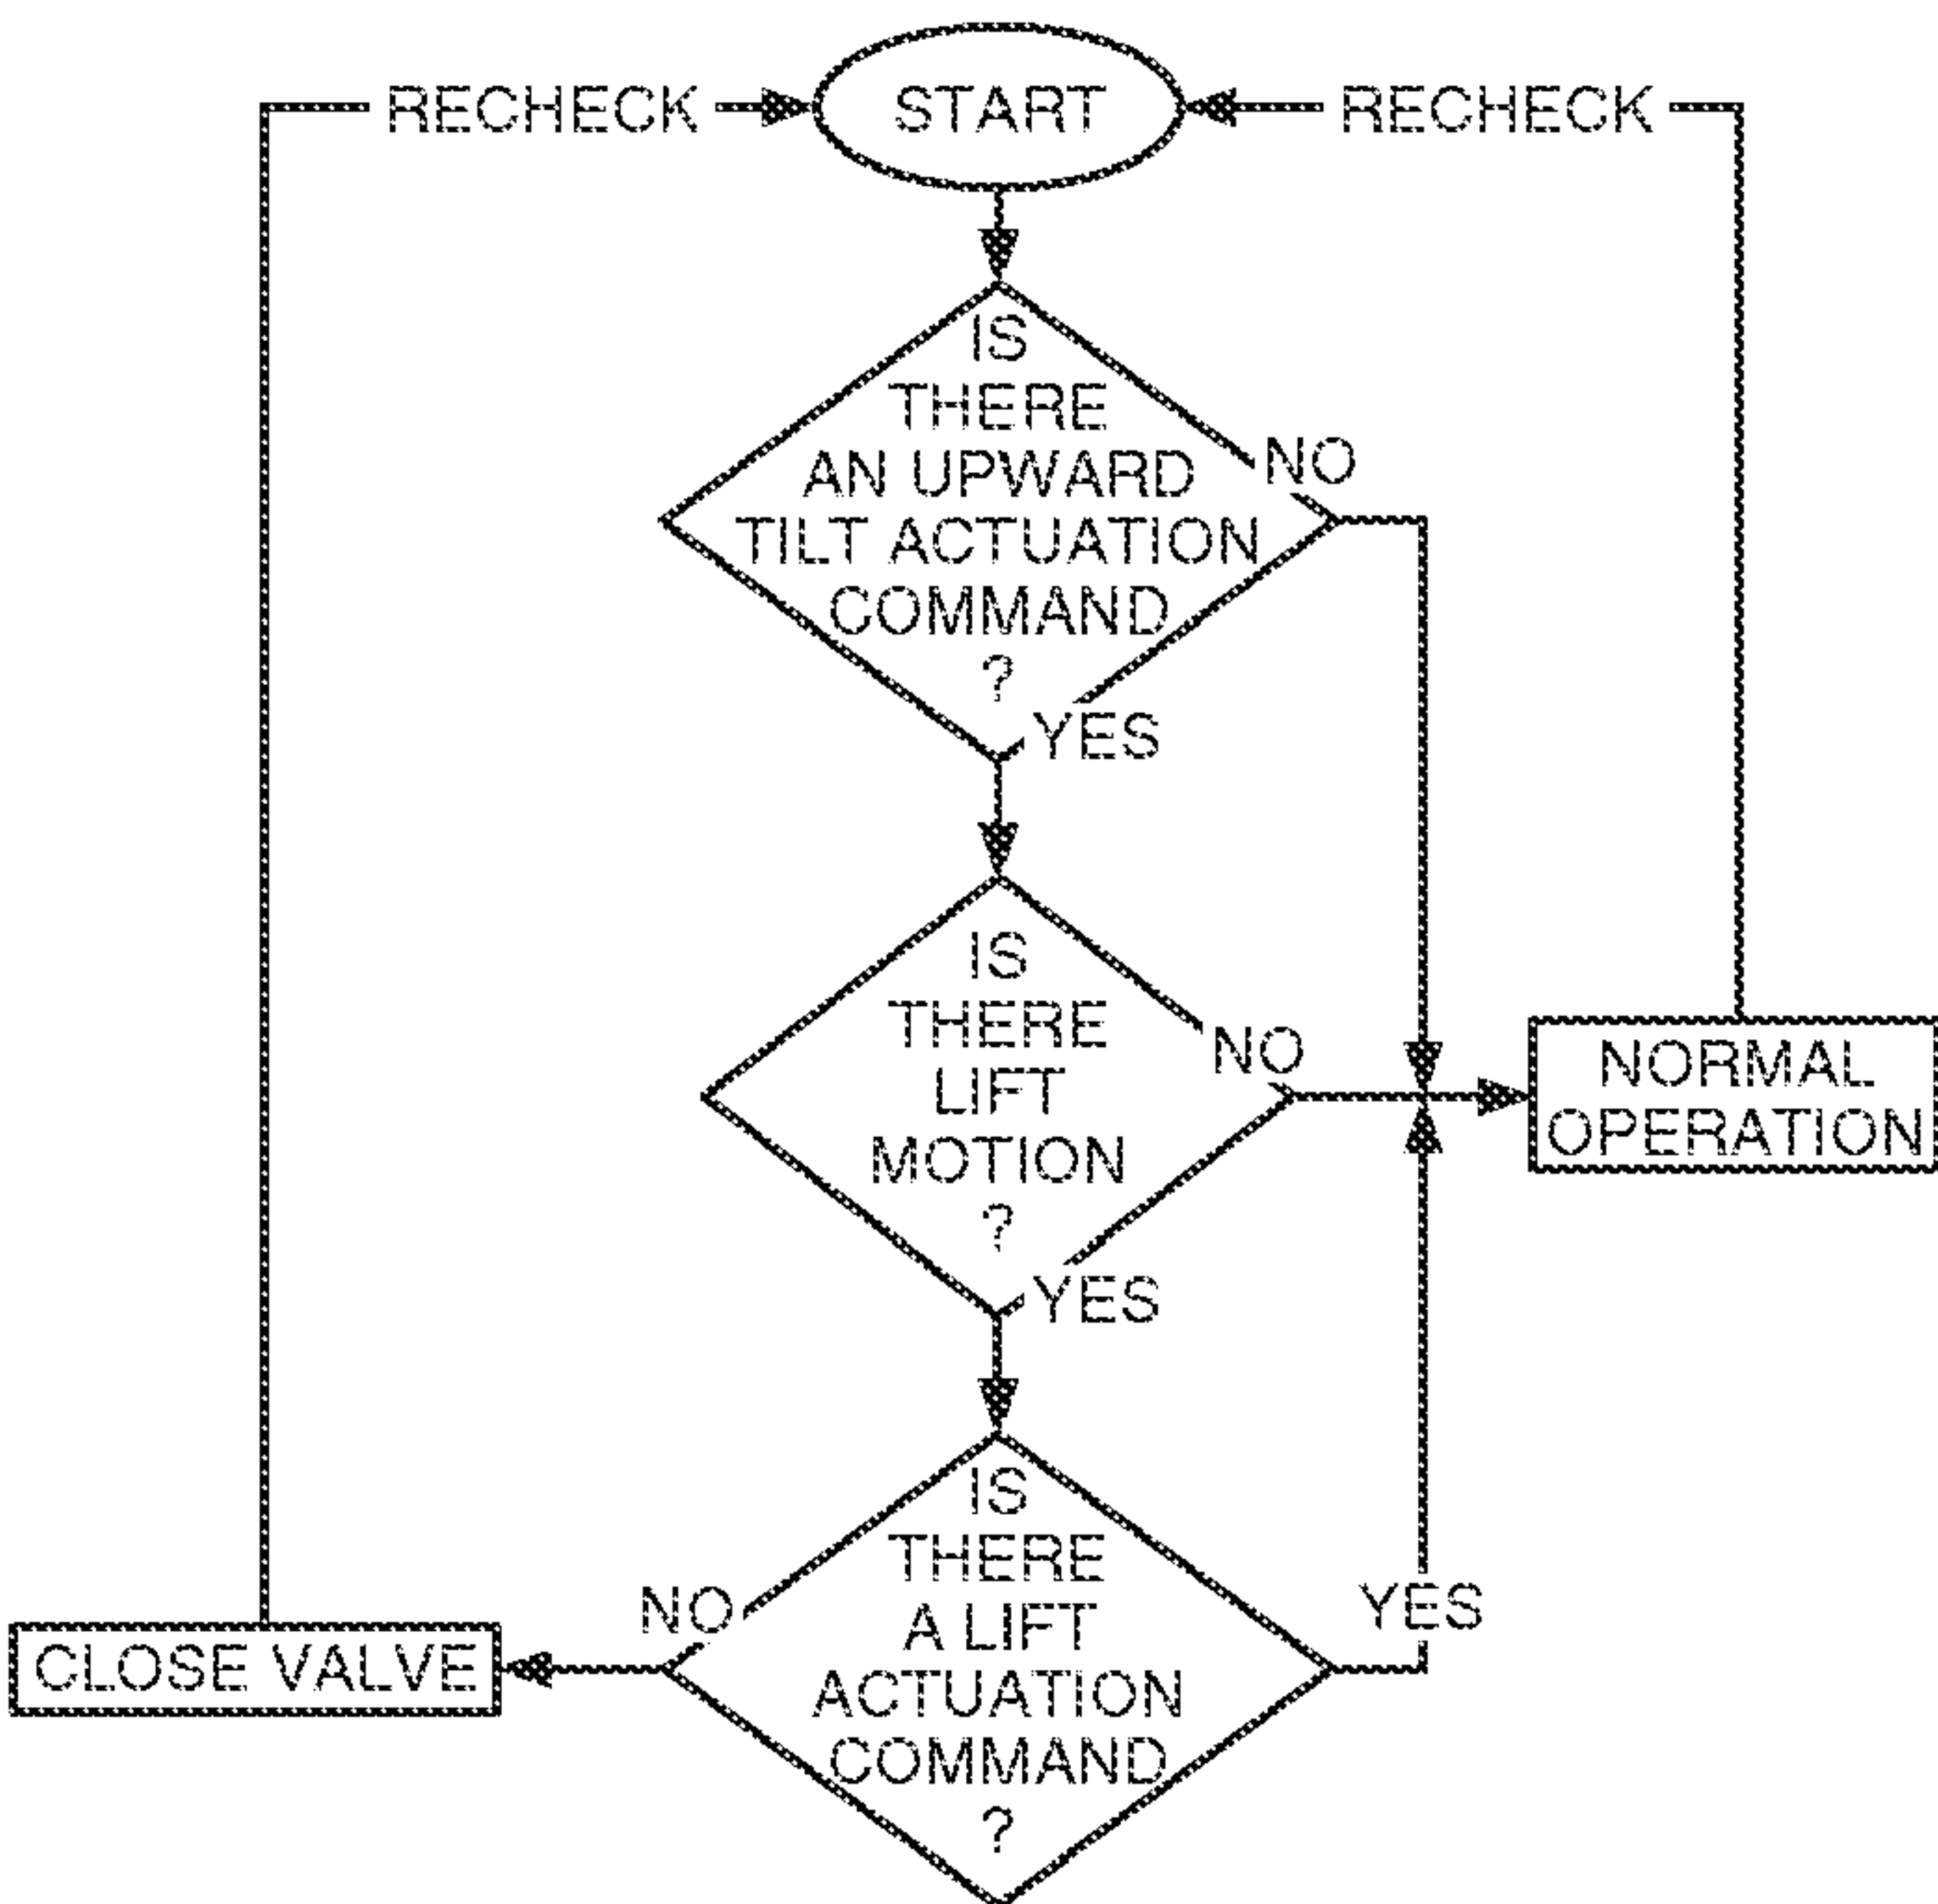 RECHECK
START
RECHECK
IS
THERE
AN UPWARD
TILT ACTUATION
COMMAND
?
NO
YES
IS
THERE
LIFT
MOTION
?
NO
YES
NORMAL
OPERATION
IS
THERE
A LIFT
ACTUATION
COMMAND
?
NO
YES
CLOSE VALVE